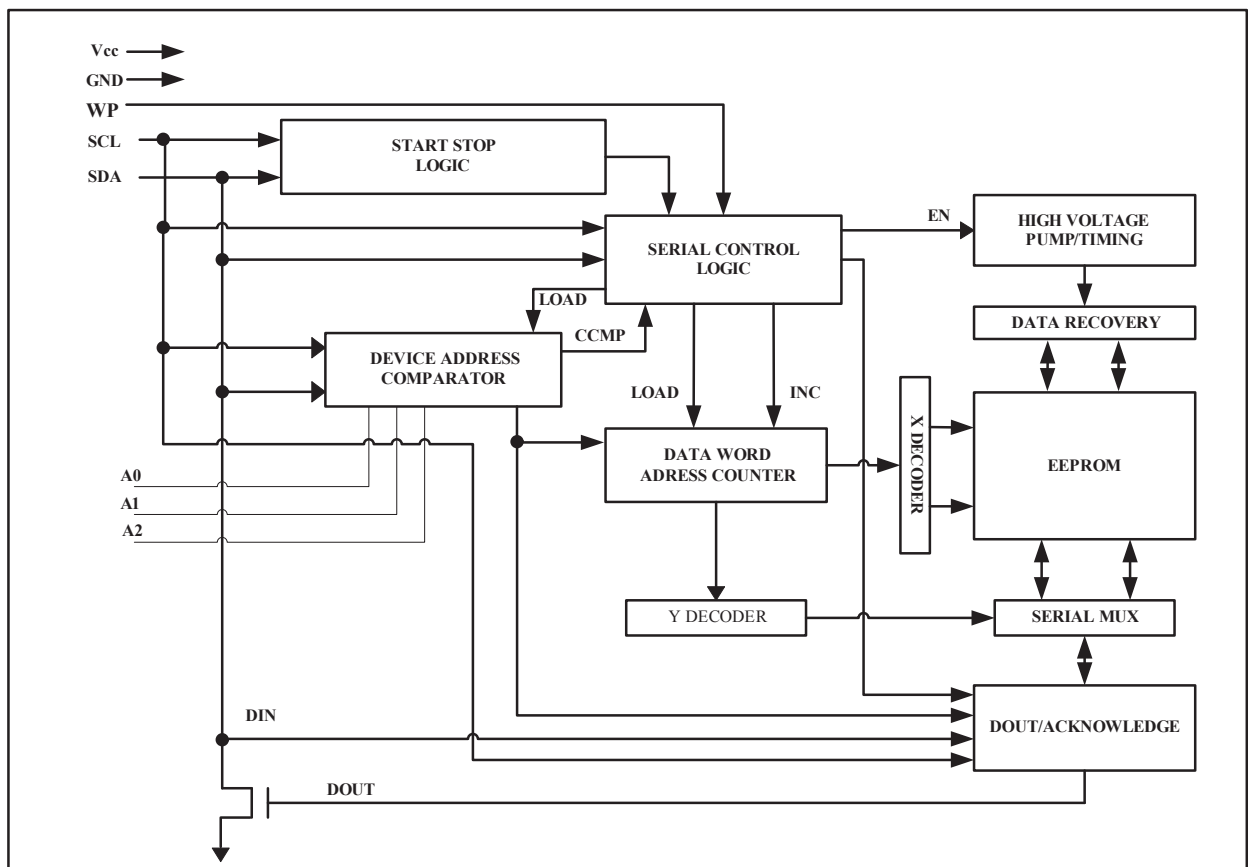 Vcc
GND
WP
SCL
SDA
START STOP
LOGIC
SERIAL CONTROL
LOGIC
EN
HIGH VOLTAGE
PUMP/TIMING
LOAD
CCMP
DATA RECOVERY
DEVICE ADDRESS
COMPARATOR
LOAD
INC
X DECODER
EEPROM
DATA WORD
ADRESS COUNTER
A0
A1
A2
Y DECODER
SERIAL MUX
DIN
DOUT/ACKNOWLEDGE
DOUT